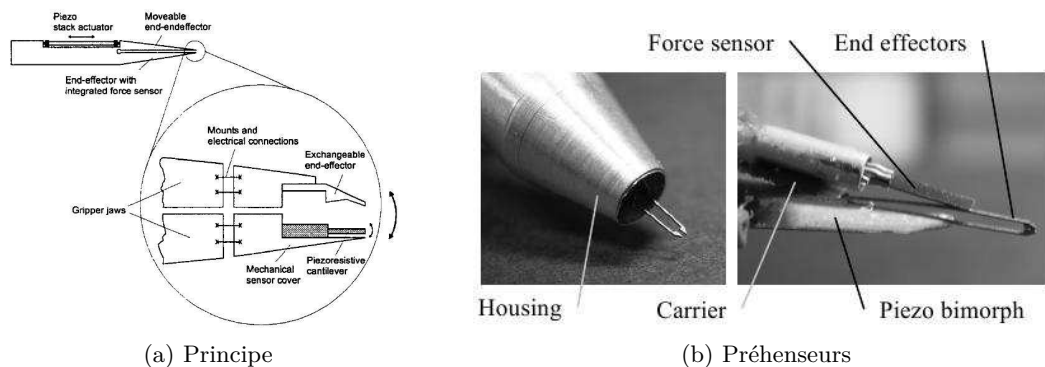 Piezo
stack actuator
Moveable
end-endeffector
End-effector with
integrated force sensor
Mounts and
electrical connections
Exchangeable
end-effector
Gripper jaws
Mechanical
sensor cover
Piezoresistive
cantilever
(a) Principe
Force sensor
End effectors
Housing
Carrier
Piezo bimorph
(b) Préhenseurs